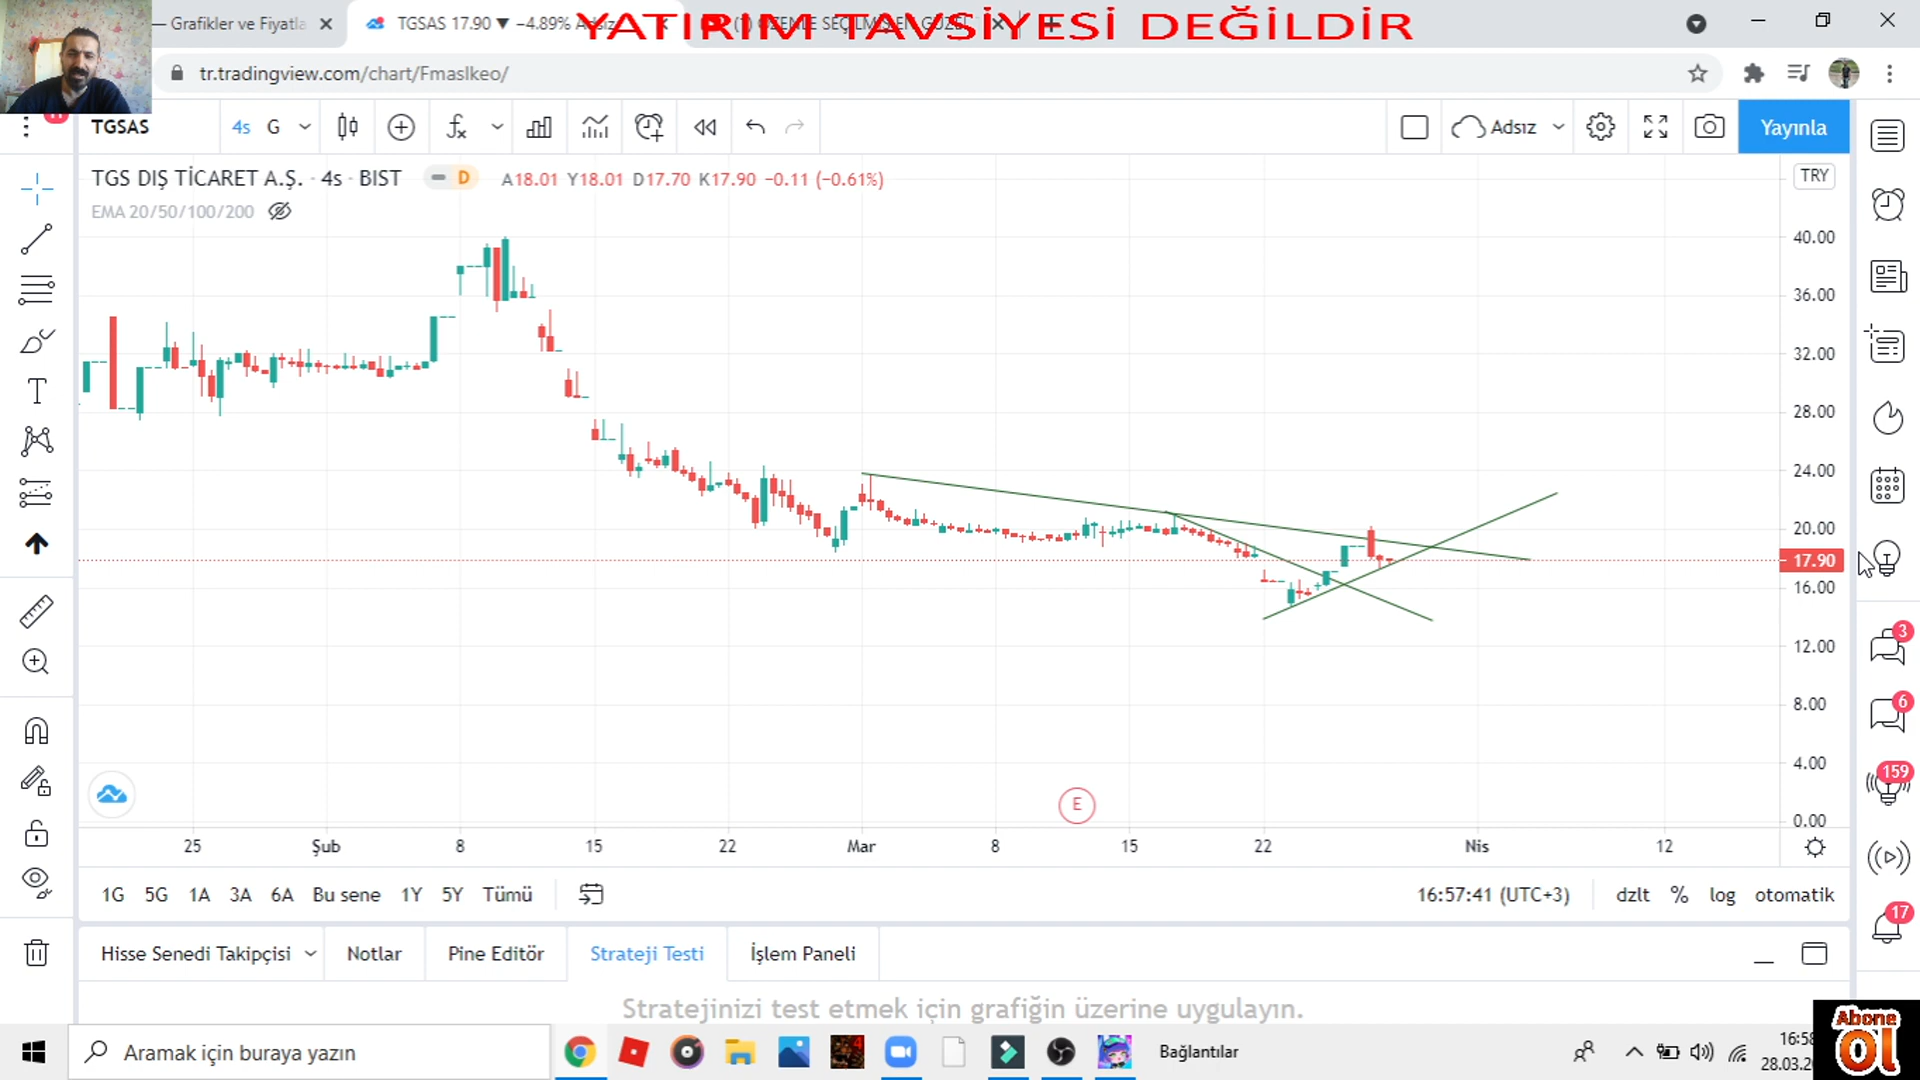 YATIRIM TAVSİYESİ DEĞİLDİR
Grafikler ve Fiyatla
TGSAS 17.90 ▼ −4.89%
tr.tradingview.com/chart/Fmaslkeo/
TGSAS
4s
G
Adsız
Yayınla
TGS DIŞ TİCARET A.Ş. · 4s · BIST
D
A18.01 Y18.01 D17.70 K17.90 −0.11 (−0.61%)
EMA 20/50/100/200
TRY
40.00
36.00
32.00
28.00
24.00
20.00
17.90
16.00
12.00
8.00
4.00
0.00
E
25 Şub 8 15 22 Mar 8 15 22 Nis 12
1G 5G 1A 3A 6A Bu sene 1Y 5Y Tümü
16:57:41 (UTC+3)
dzlt % log otomatik
3
6
159
17
Hisse Senedi Takipçisi
Notlar
Pine Editör
Strateji Testi
İşlem Paneli
Stratejinizi test etmek için grafiğin üzerine uygulayın.
Aramak için buraya yazın
Bağlantılar
Abone
Ol